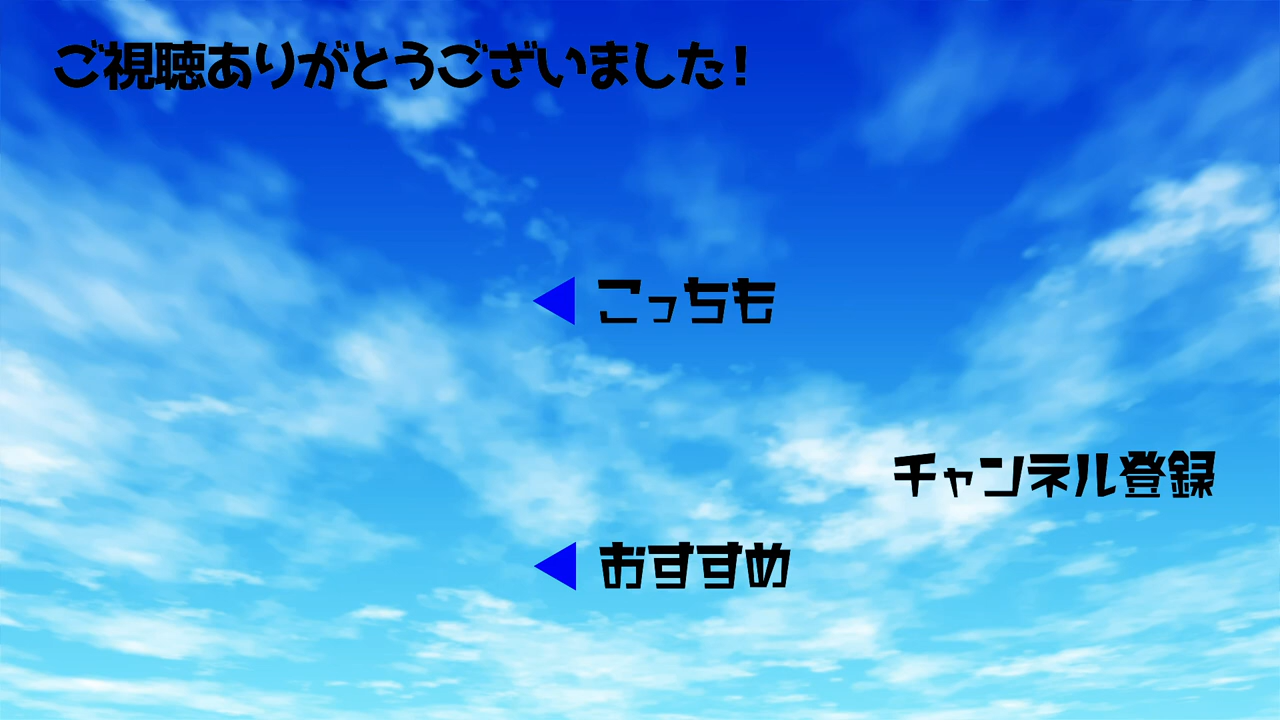 ご視聴ありがとうございました!
こっちも
チャンネル登録
おすすめ